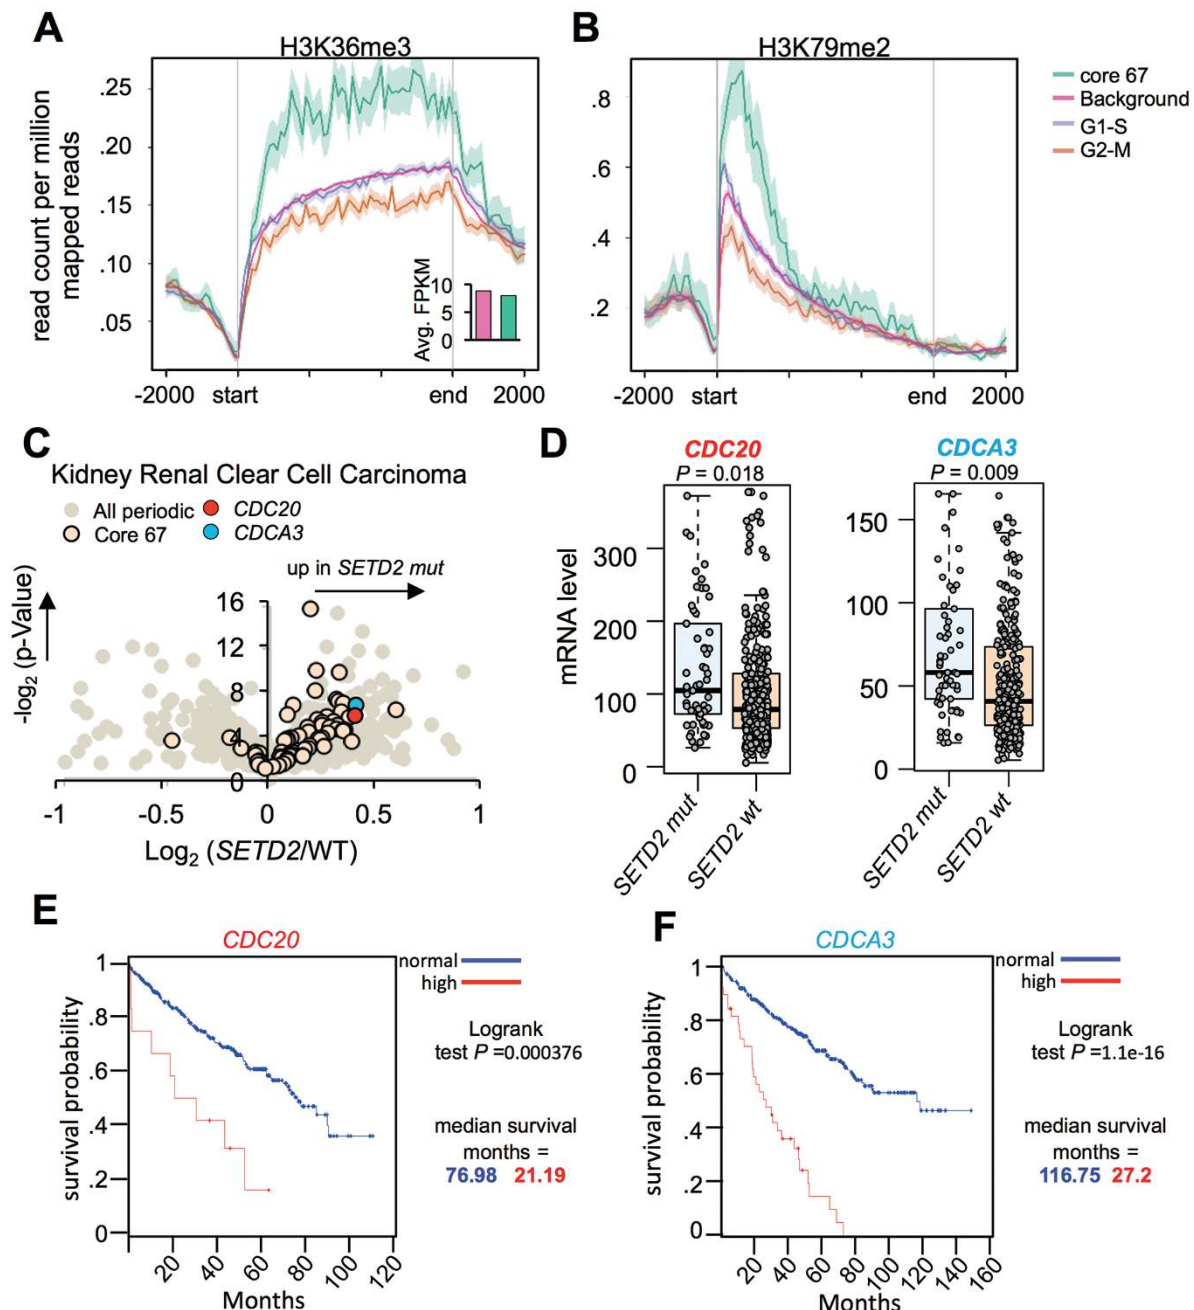 A
H3K36me3
read count per million
mapped reads
.25
.20
.15
.10
.05
Avg. FPKM
10
5
0
-2000 start end 2000
B
H3K79me2
.8
.6
.4
.2
-2000 start end 2000
core 67
Background
G1-S
G2-M
C
Kidney Renal Clear Cell Carcinoma
All periodic
Core 67
CDC20
CDCA3
up in SETD2 mut
-log2 (p-Value)
16
12
8
4
0
-1 -0.5 0 0.5 1
Log2 (SETD2/WT)
D
CDC20
P = 0.018
mRNA level
300
200
100
0
SETD2 mut
SETD2 wt
CDCA3
P = 0.009
150
100
50
0
SETD2 mut
SETD2 wt
E
CDC20
survival probability
1
.8
.6
.4
.2
0
20 40 60 80 100 120
Months
normal
high
Logrank
test P =0.000376
median survival
months =
76.98 21.19
F
CDCA3
survival probability
1
.8
.6
.4
.2
0
20 40 60 80 100 120 140 160
Months
normal
high
Logrank
test P =1.1e-16
median survival
months =
116.75 27.2